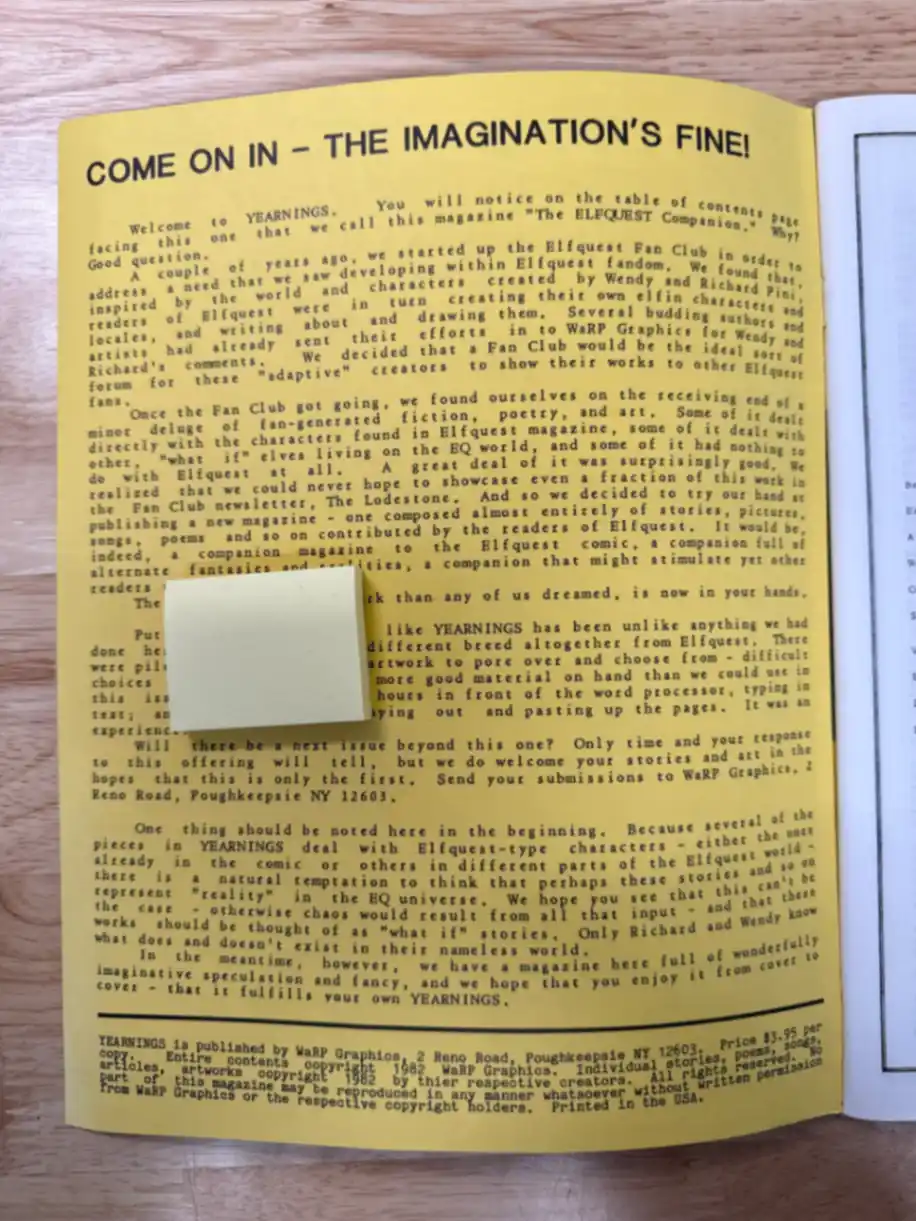 COME ON IN – THE IMAGINATION'S FINE!
Welcome to YEARNINGS. You will notice on the table of contents page
facing this one that we call this magazine "The ELFQUEST Companion." Why?
Good question.
A couple of years ago, we started up the Elfquest Fan Club in order to
address a need that we saw developing within Elfquest fandom. We found that,
inspired by the world and characters created by Wendy and Richard Pini,
readers of Elfquest were in turn creating their own elfin characters and
locales, and writing about and drawing them. Several budding authors and
artists had already sent their efforts in to WaRP Graphics for Wendy and
Richard's comments. We decided that a Fan Club would be the ideal sort of
forum for these "adaptive" creators to show their works to other Elfquest
fans.
Once the Fan Club got going, we found ourselves on the receiving end of a
minor deluge of fan-generated fiction, poetry, and art. Some of it dealt
directly with the characters found in Elfquest magazine, some of it dealt with
other, "what if" elves living on the EQ world, and some of it had nothing to
do with Elfquest at all. A great deal of it was surprisingly good. We
realized that we could never hope to showcase even a fraction of this work in
the Fan Club newsletter, The Lodestone. And so we decided to try our hand at
publishing a new magazine - one composed almost entirely of stories, pictures,
songs, poems and so on contributed by the readers of Elfquest. It would be,
indeed, a companion magazine to the Elfquest comic, a companion full of
alternate fantasies and realities, a companion that might stimulate yet other
readers
The than any of us dreamed, is now in your hands.
Put like YEARNINGS has been unlike anything we had
done different breed altogether from Elfquest. There
were artwork to pore over and choose from - difficult
choices more good material on hand than we could use in
this hours in front of the word processor, typing in
text; out and pasting up the pages. It was an
experience.
Will there be a next issue beyond this one? Only time and your response
to this offering will tell, but we do welcome your stories and art in the
hopes that this is only the first. Send your submissions to WaRP Graphics, 2
Reno Road, Poughkeepsie NY 12603.
One thing should be noted here in the beginning. Because several of the
pieces in YEARNINGS deal with Elfquest-type characters - either the ones
already in the comic or others in different parts of the Elfquest world -
there is a natural temptation to think that perhaps these stories and so on
represent "reality" in the EQ universe. We hope you see that this can't be
the case - otherwise chaos would result from all that input - and that these
works should be thought of as "what if" stories. Only Richard and Wendy know
what does and doesn't exist in their nameless world.
In the meantime, however, we have a magazine here full of wonderfully
imaginative speculation and fancy, and we hope that you enjoy it from cover to
cover - that it fulfills your own YEARNINGS.
YEARNINGS is published by WaRP Graphics, 2 Reno Road, Poughkeepsie NY 12603. Price $3.95 per
copy. Entire contents copyright 1982 WaRP Graphics. Individual stories, poems, songs,
articles, artworks copyright 1982 by thier respective creators. All rights reserved. No
part of this magazine may be reproduced in any manner whatsoever without written permission
from WaRP Graphics or the respective copyright holders. Printed in the USA.